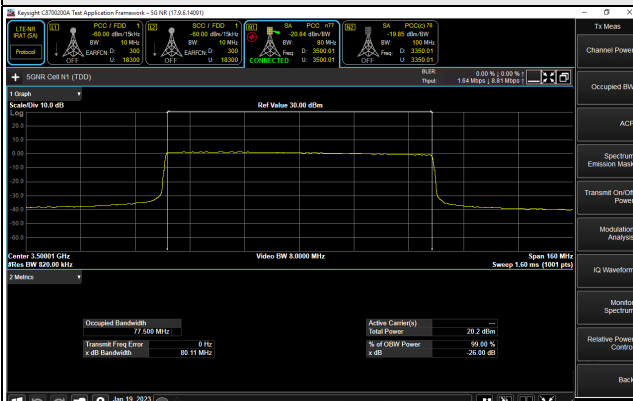 Keysight C8700200A Test Application Framework -- 5G NR (17.9.6.14091)
LTE-NR
IRAT (SA)
Protocol
L1 PCC / FDD 1
-60.00 dBm/15kHz
BW: 10 MHz
EARFCN D: 300
OFF U: 18300
L2 SCC / FDD 1
-60.00 dBm/15kHz
BW: 10 MHz
EARFCN D: 300
OFF U: 18300
N1 SA PCC n77
-20.84 dBm/BW
BW: 80 MHz
Freq D: 3500.01
CONNECTED U: 3500.01
N2 SA PCC(c) 78
-19.85 dBm/BW
BW: 100 MHz
Freq D: 3350.01
OFF U: 3350.01
5GNR Cell N1 (TDD)
BLER: 0.00 % ↓ 0.00 % ↑
Thput: 1.64 Mbps ↓ 8.81 Mbps ↑
1 Graph
Scale/Div 10.0 dB
Ref Value 30.00 dBm
Log
20.0
10.0
0.00
-10.0
-20.0
-30.0
-40.0
-50.0
-60.0
Center 3.50001 GHz
Video BW 8.0000 MHz
Span 160 MHz
#Res BW 820.00 kHz
Sweep 1.60 ms (1001 pts)
2 Metrics
Occupied Bandwidth
77.500 MHz
Transmit Freq Error 0 Hz
x dB Bandwidth 80.11 MHz
Active Carrier(s) ---
Total Power 20.2 dBm
% of OBW Power 99.00 %
x dB -26.00 dB
Tx Meas
Channel Power
Occupied BW
ACP
Spectrum
Emission Mask
Transmit On/Off
Power
Modulation
Analysis
IQ Waveform
Monitor
Spectrum
Relative Power
Control
Back
Jan 19, 2023